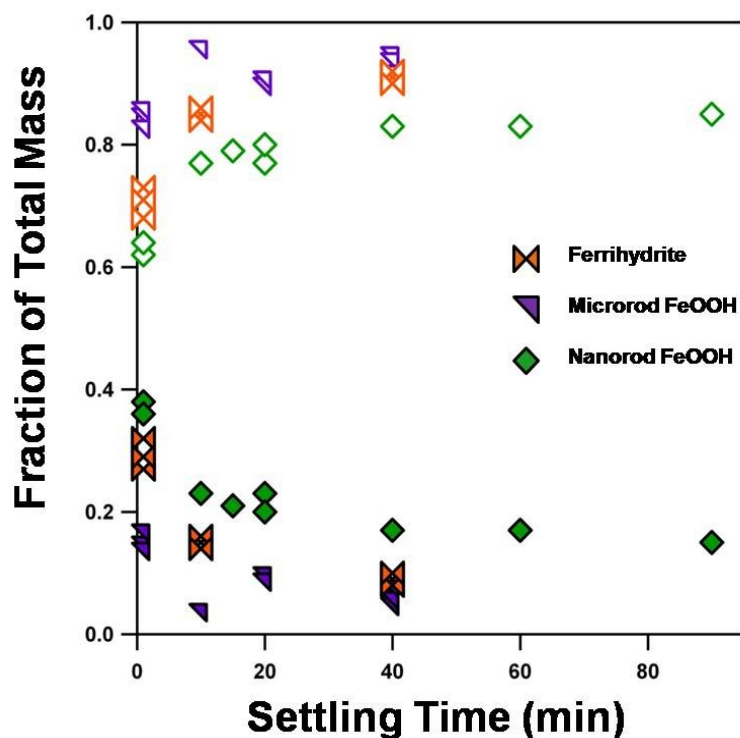 Fraction of Total Mass
1.0
0.8
0.6
0.4
0.2
0.0
Ferrihydrite
Microrod FeOOH
Nanorod FeOOH
0 20 40 60 80
Settling Time (min)